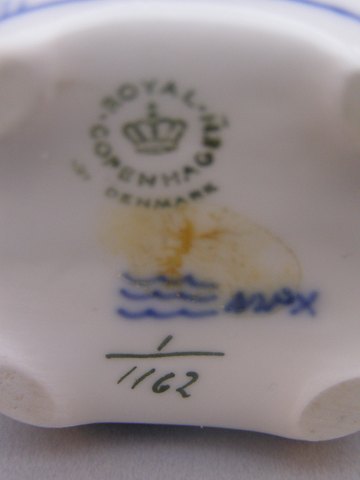 ROYAL
COPENHAGEN
DENMARK
1
1162